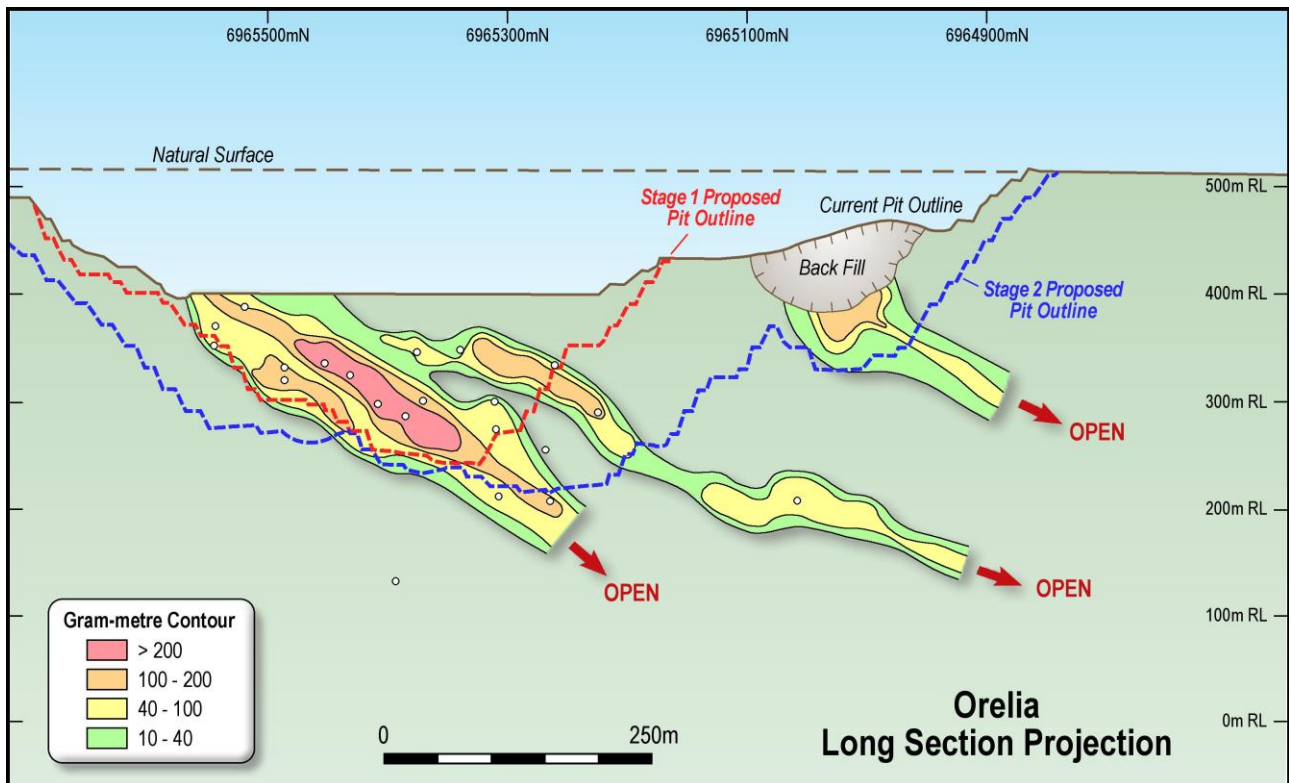 6965500mN
6965300mN
6965100mN
6964900mN
Natural Surface
500m RL
Stage 1 Proposed
Pit Outline
Current Pit Outline
Back Fill
Stage 2 Proposed
Pit Outline
400m RL
300m RL
OPEN
200m RL
OPEN
OPEN
100m RL
0m RL
Gram-metre Contour
> 200
100 - 200
40 - 100
10 - 40
0
250m
Orelia
Long Section Projection